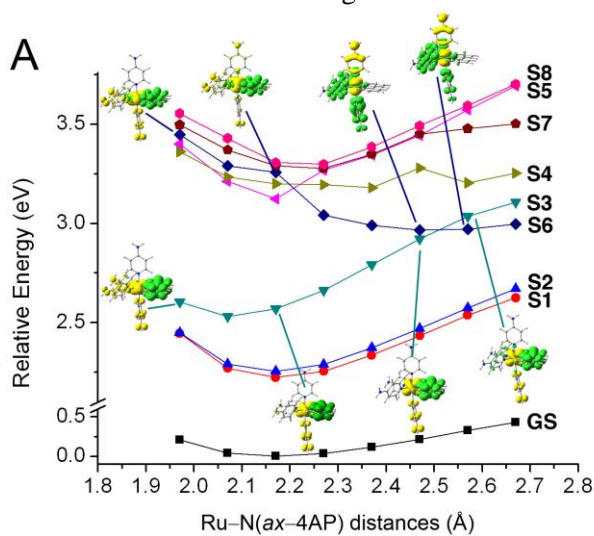 A
Relative Energy (eV)
3.5
3.0
2.5
0.5
0.0
S8
S5
S7
S4
S3
S6
S2
S1
GS
1.8 1.9 2.0 2.1 2.2 2.3 2.4 2.5 2.6 2.7 2.8
Ru–N(ax–4AP) distances (Å)